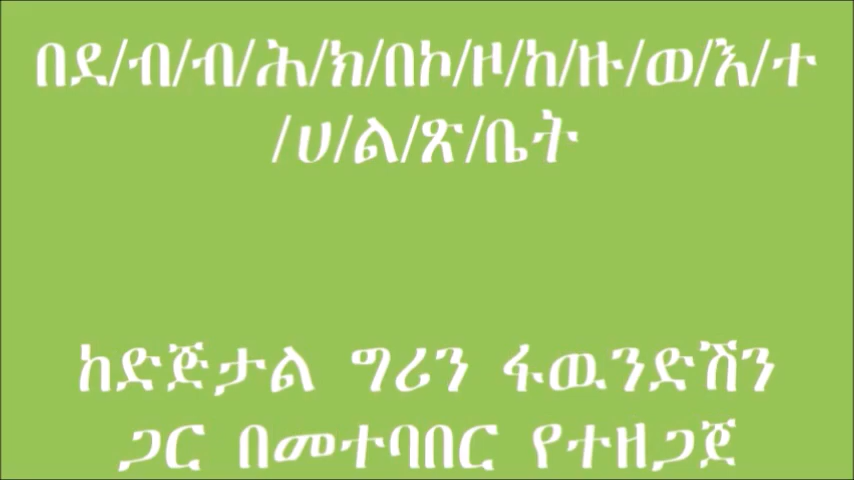 በደ/ብ/ብ/ሕ/ክ/በኮ/ዞ/ከ/ዙ/ወ/እ/ተ
/ሀ/ል/ጽ/ቤት
ከድጅታል ግሪን ፋዉንድሽን
ጋር በመተባበር የተዘጋጀ